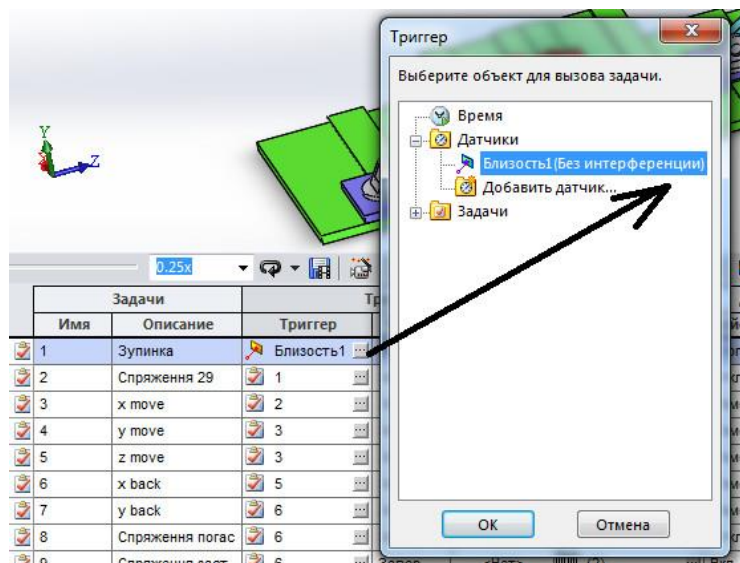 Триггер
Выберите объект для вызова задачи.
Время
Датчики
Близость1(Без интерференции)
Добавить датчик...
Задачи
OK
Отмена
Y
Z
0.25x
Задачи
Имя Описание Триггер
1 Зупинка Близость1 ...
2 Спряження 29 1 ...
3 x move 2 ...
4 y move 3 ...
5 z move 3 ...
6 x back 5 ...
7 y back 6 ...
8 Спряження погас 6 ...